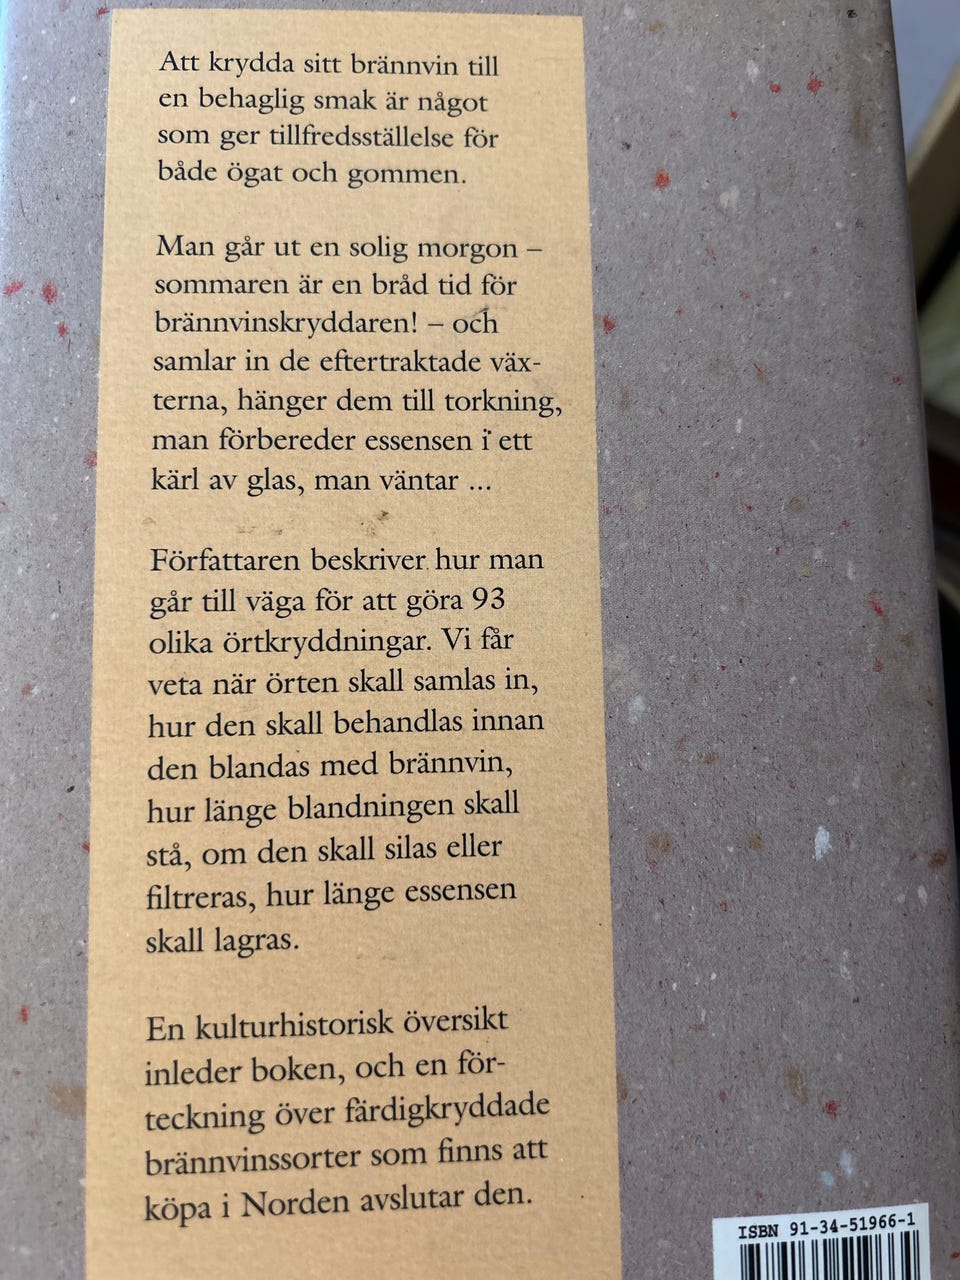 Att krydda sitt brännvin till
en behaglig smak är något
som ger tillfredsställelse för
både ögat och gommen.
Man går ut en solig morgon –
sommaren är en bråd tid för
brännvinskryddaren! – och
samlar in de eftertraktade väx-
terna, hänger dem till torkning,
man förbereder essensen i ett
kärl av glas, man väntar ...
Författaren beskriver hur man
går till väga för att göra 93
olika örtkryddningar. Vi får
veta när örten skall samlas in,
hur den skall behandlas innan
den blandas med brännvin,
hur länge blandningen skall
stå, om den skall silas eller
filtreras, hur länge essensen
skall lagras.
En kulturhistorisk översikt
inleder boken, och en för-
teckning över färdigkryddade
brännvinssorter som finns att
köpa i Norden avslutar den.
ISBN 91-34-51966-1